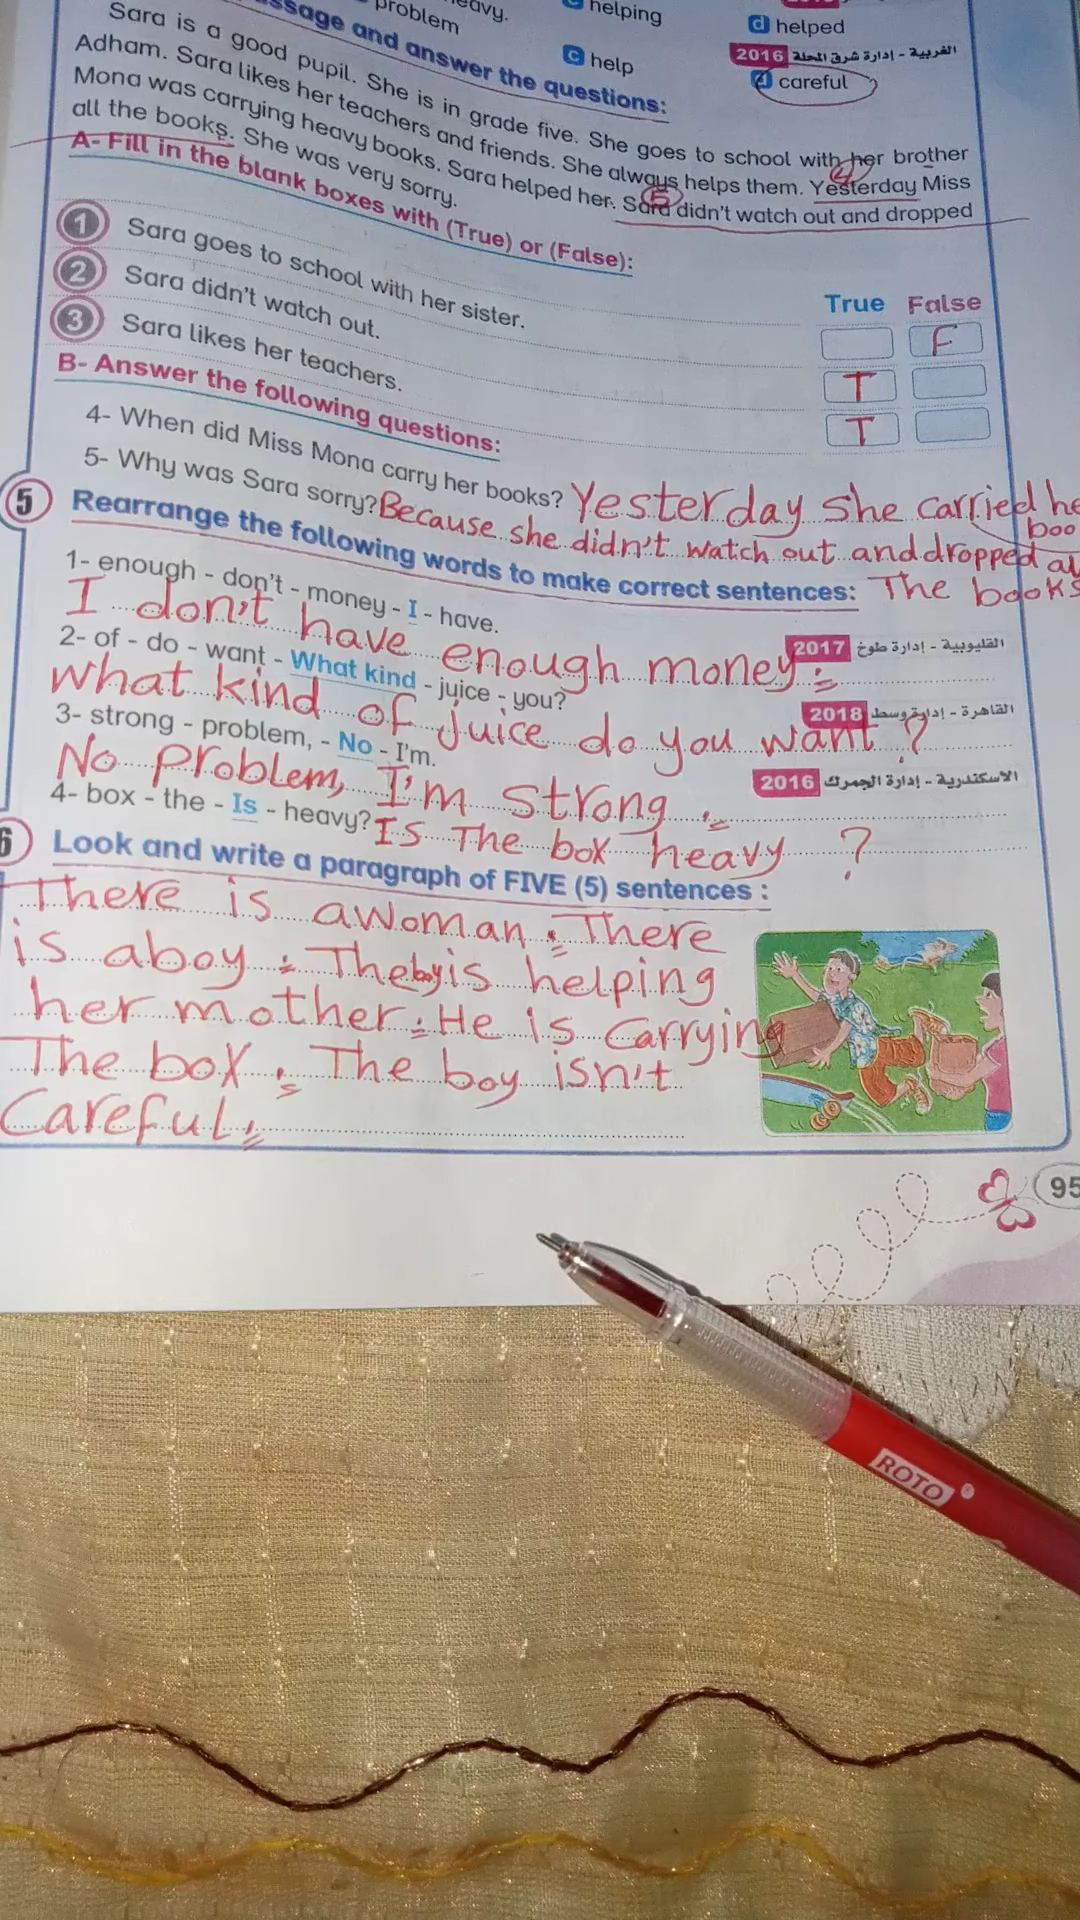 problem
heavy.
helping
d helped
c help
2016 الغربية - إدارة شرق المحلة
careful
passage and answer the questions:
Sara is a good pupil. She is in grade five. She goes to school with her brother
Adham. Sara likes her teachers and friends. She always helps them. Yesterday Miss
Mona was carrying heavy books. Sara helped her. Sara didn't watch out and dropped
all the books. She was very sorry.
4
5
A- Fill in the blank boxes with (True) or (False):
True False
1 Sara goes to school with her sister.
F
2 Sara didn't watch out.
T
3 Sara likes her teachers.
T
B- Answer the following questions:
4- When did Miss Mona carry her books? Yesterday she carried he
boo
5- Why was Sara sorry? Because she didn't watch out and dropped al
The books
5 Rearrange the following words to make correct sentences:
1- enough - don't - money - I - have.
2017 القليوبية - إدارة طوخ
I don't have enough money.
2- of - do - want - What kind - juice - you?
2018 القاهرة - إدارة وسط
what kind of juice do you want?
3- strong - problem, - No - I'm.
2016 الاسكندرية - إدارة الجمرك
No problem, I'm strong.
4- box - the - Is - heavy? Is The box heavy ?
6 Look and write a paragraph of FIVE (5) sentences :
There is a woman. There
is a boy. The boy is helping
her mother. He is carrying
The box. The boy isn't
Careful.
95
ROTO